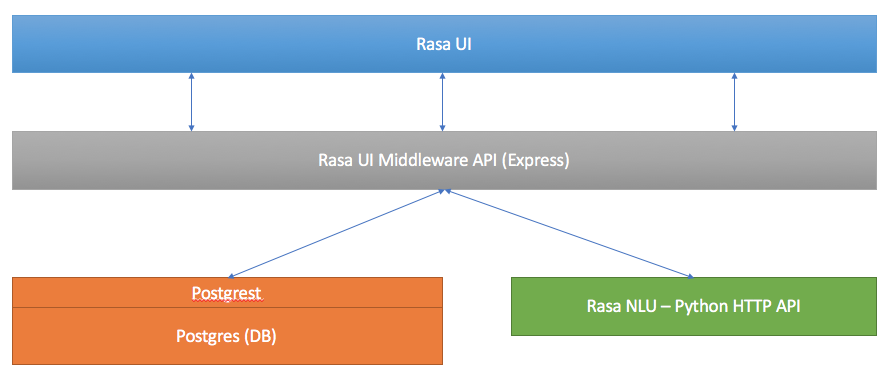 Rasa UI
Rasa UI Middleware API (Express)
Postgrest
Rasa NLU – Python HTTP API
Postgres (DB)